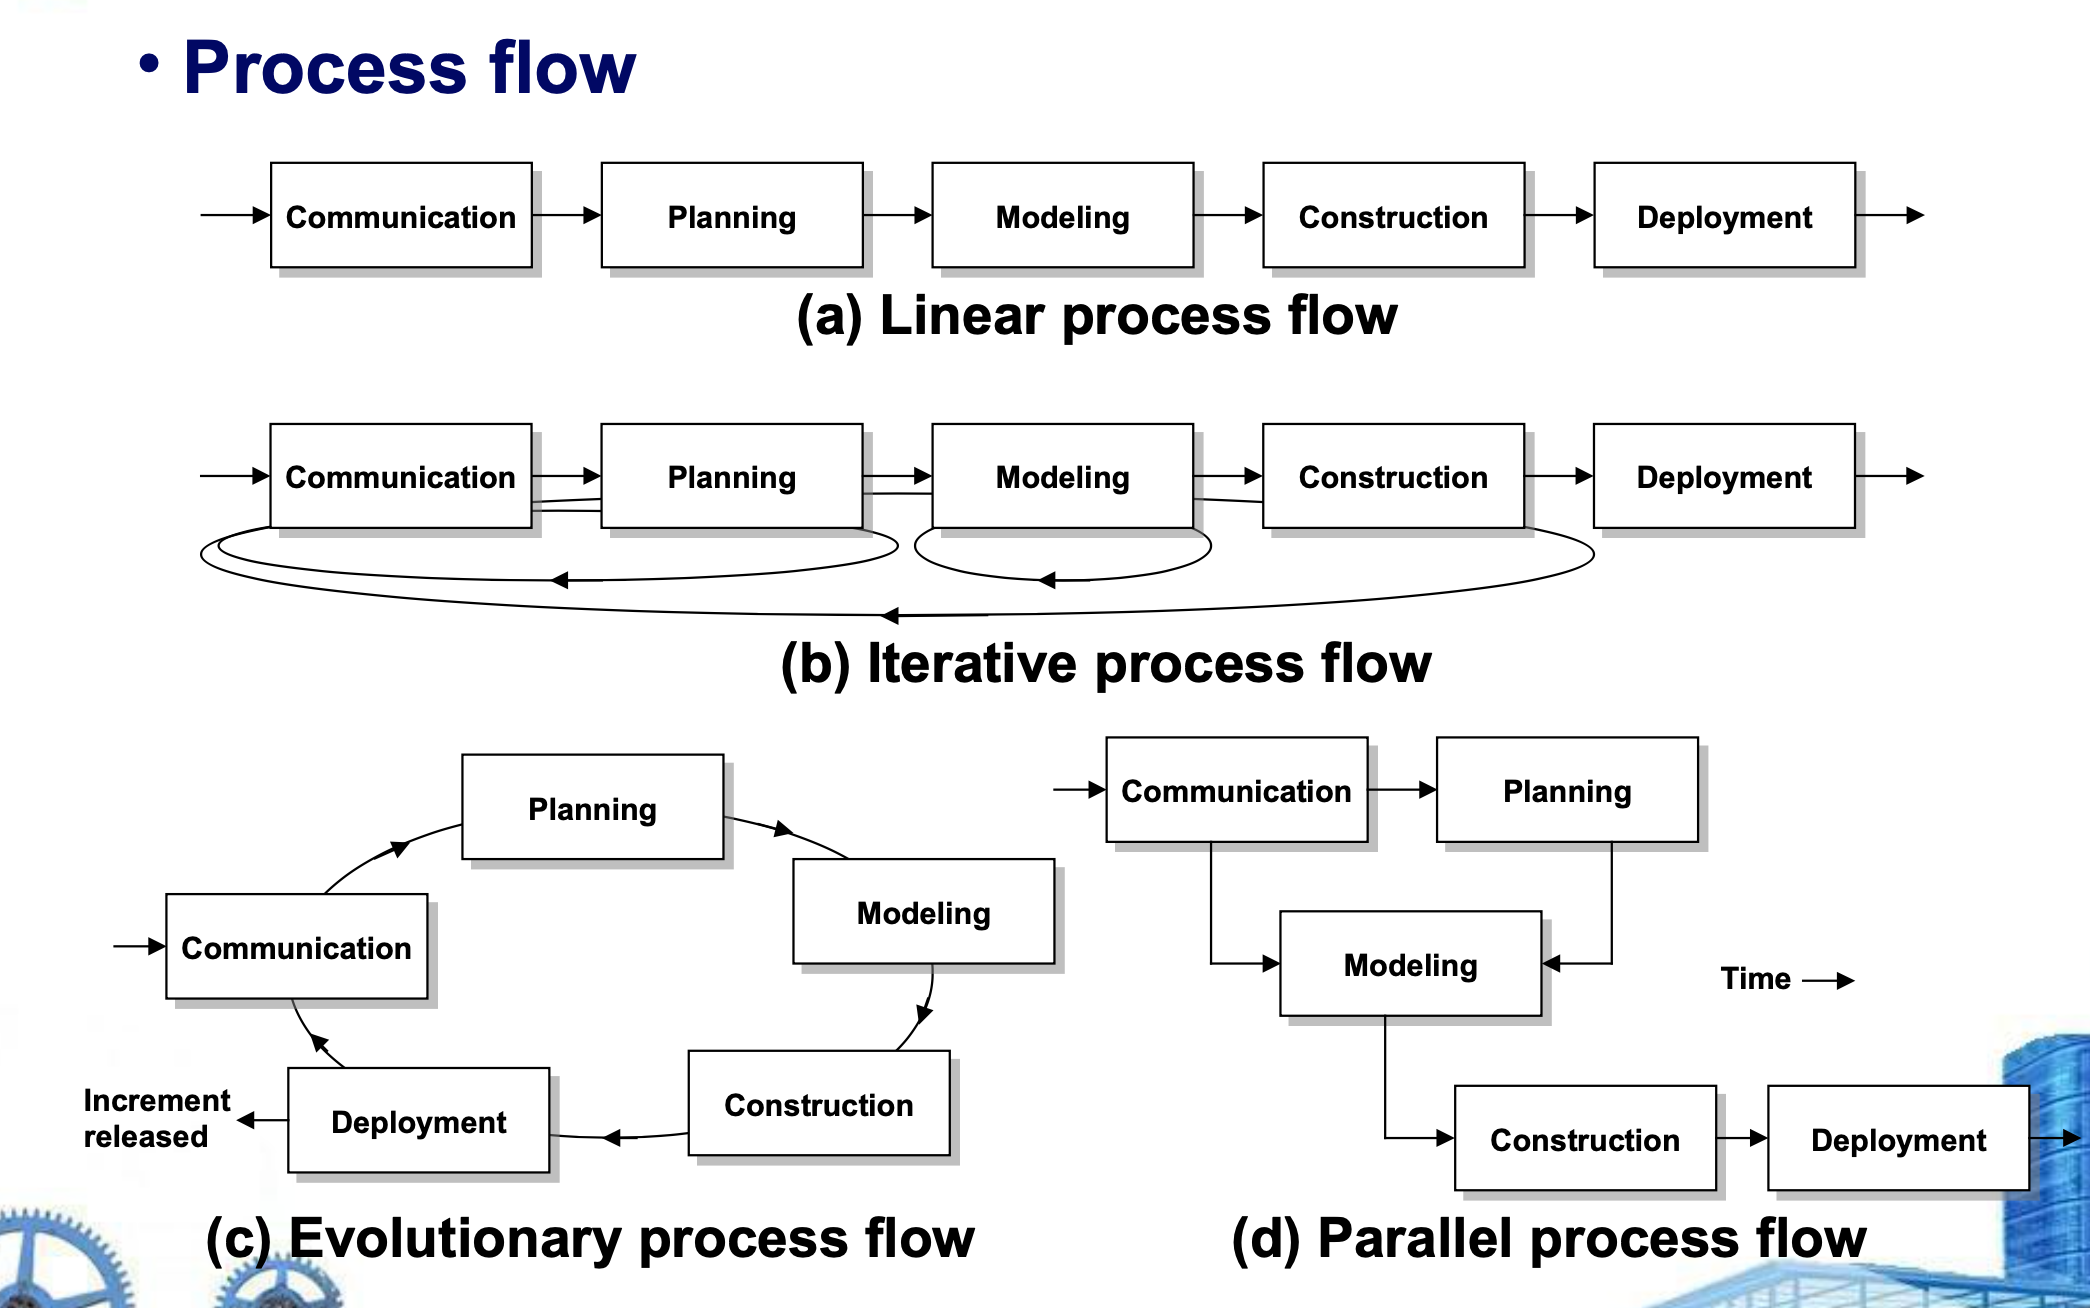 • Process flow
Communication
Planning
Modeling
Construction
Deployment
(a) Linear process flow
Communication
Planning
Modeling
Construction
Deployment
(b) Iterative process flow
Planning
Communication
Modeling
Construction
Deployment
Increment
released
(c) Evolutionary process flow
Communication
Planning
Modeling
Time
Construction
Deployment
(d) Parallel process flow